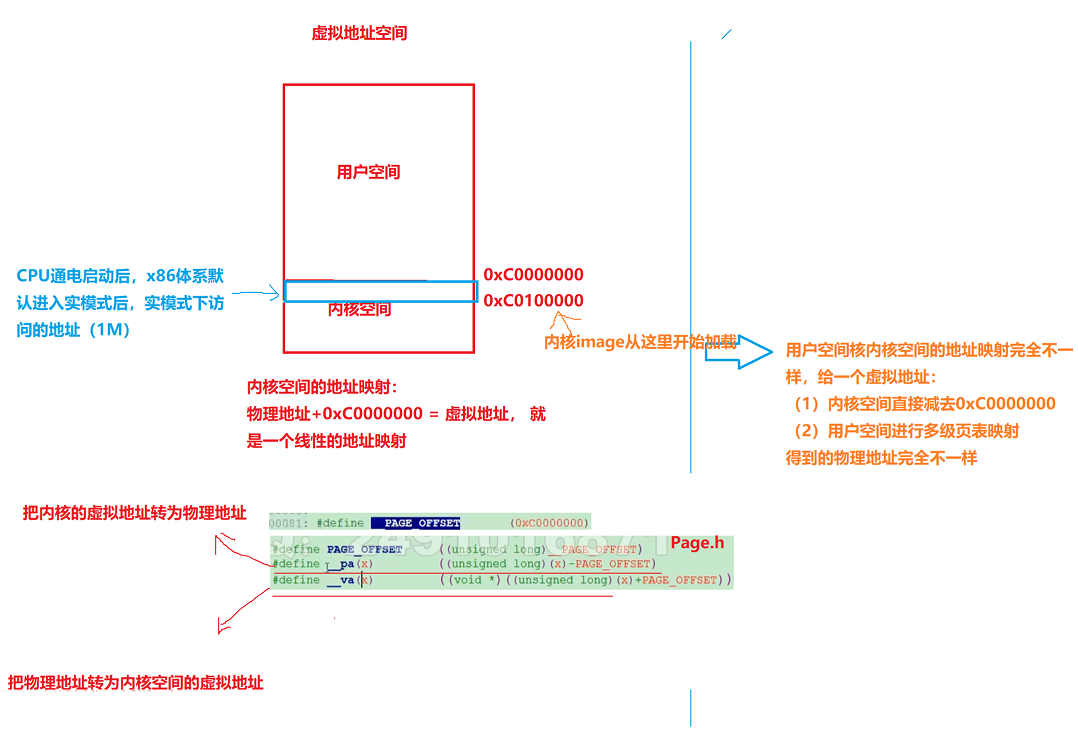 虚拟地址空间
用户空间
CPU通电启动后，x86体系默
认进入实模式后，实模式下访
问的地址（1M）
0xC0000000
0xC0100000
内核空间
内核image从这里开始加载
内核空间的地址映射：
物理地址+0xC0000000 = 虚拟地址， 就
是一个线性的地址映射
用户空间核内核空间的地址映射完全不一
样，给一个虚拟地址：
（1）内核空间直接减去0xC0000000
（2）用户空间进行多级页表映射
得到的物理地址完全不一样
把内核的虚拟地址转为物理地址
00081: #define __PAGE_OFFSET (0xC0000000)
Page.h
#define PAGE_OFFSET ((unsigned long)__PAGE_OFFSET)
#define __pa(x) ((unsigned long)(x)-PAGE_OFFSET)
#define __va(x) ((void *)((unsigned long)(x)+PAGE_OFFSET))
把物理地址转为内核空间的虚拟地址